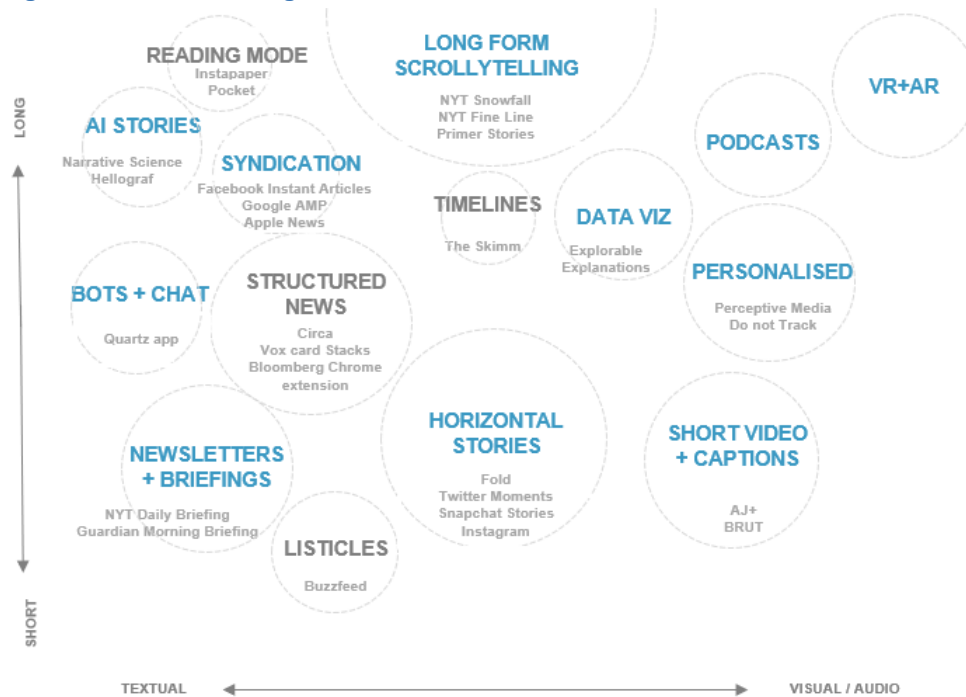 READING MODE
Instapaper
Pocket
LONG FORM
SCROLLYTELLING
NYT Snowfall
NYT Fine Line
Primer Stories
VR+AR
LONG
AI STORIES
Narrative Science
Hellograf
SYNDICATION
Facebook Instant Articles
Google AMP
Apple News
PODCASTS
TIMELINES
The Skimm
DATA VIZ
Explorable
Explanations
PERSONALISED
Perceptive Media
Do not Track
BOTS + CHAT
Quartz app
STRUCTURED
NEWS
Circa
Vox card Stacks
Bloomberg Chrome
extension
HORIZONTAL
STORIES
Fold
Twitter Moments
Snapchat Stories
Instagram
SHORT VIDEO
+ CAPTIONS
AJ+
BRUT
NEWSLETTERS
+ BRIEFINGS
NYT Daily Briefing
Guardian Morning Briefing
LISTICLES
Buzzfeed
SHORT
TEXTUAL
VISUAL / AUDIO